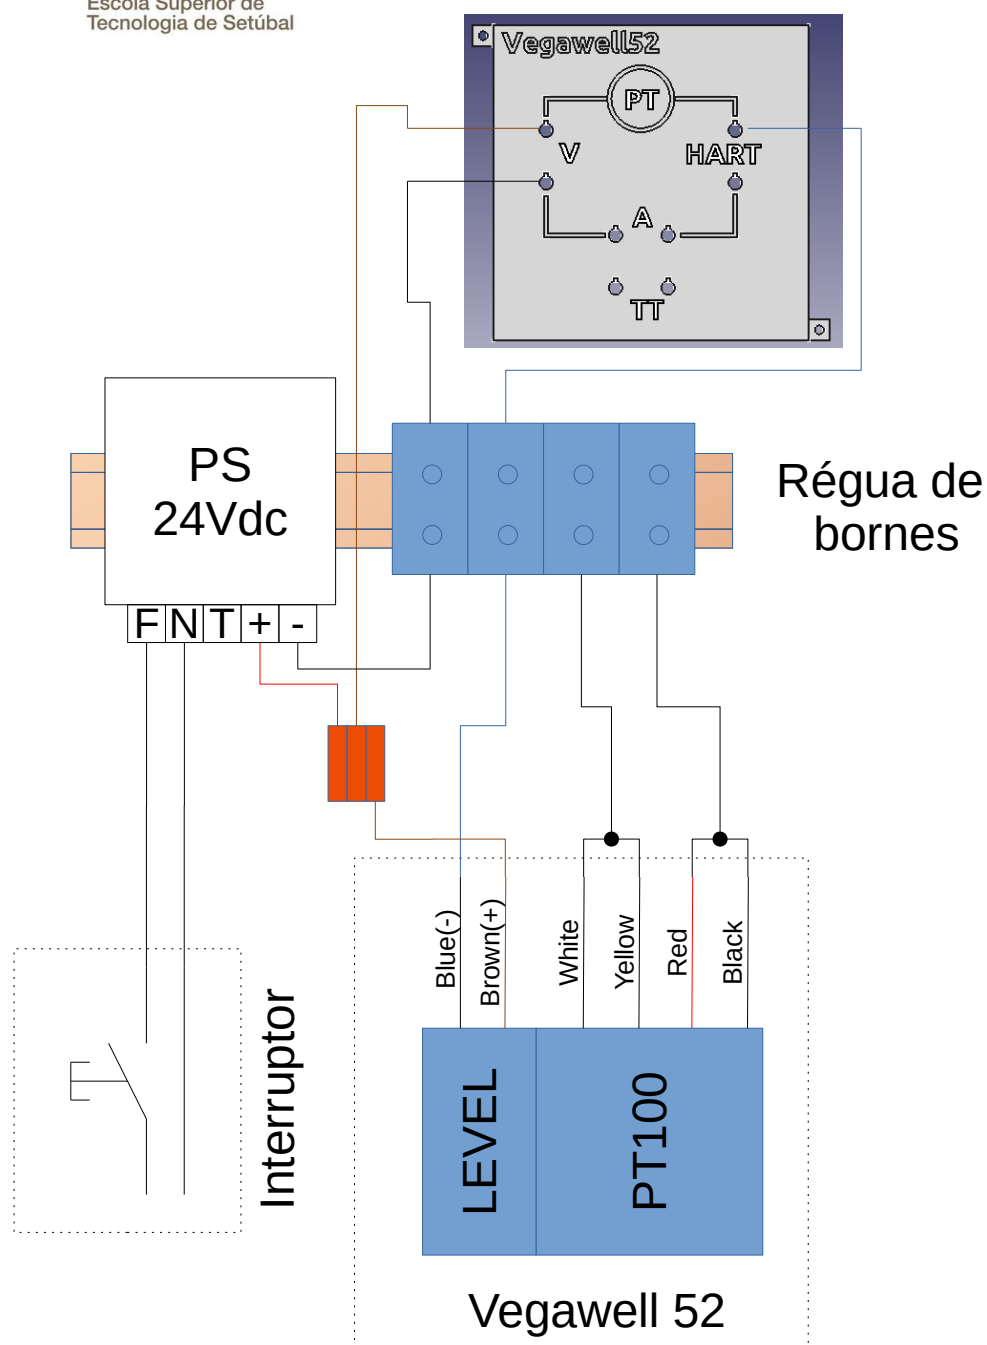 Escola Superior de
Tecnologia de Setúbal
Vegawell52
PT
V
HART
A
TT
PS
24Vdc
Régua de
bornes
F N T + -
Blue(-)
Brown(+)
White
Yellow
Red
Black
Interruptor
LEVEL
PT100
Vegawell 52